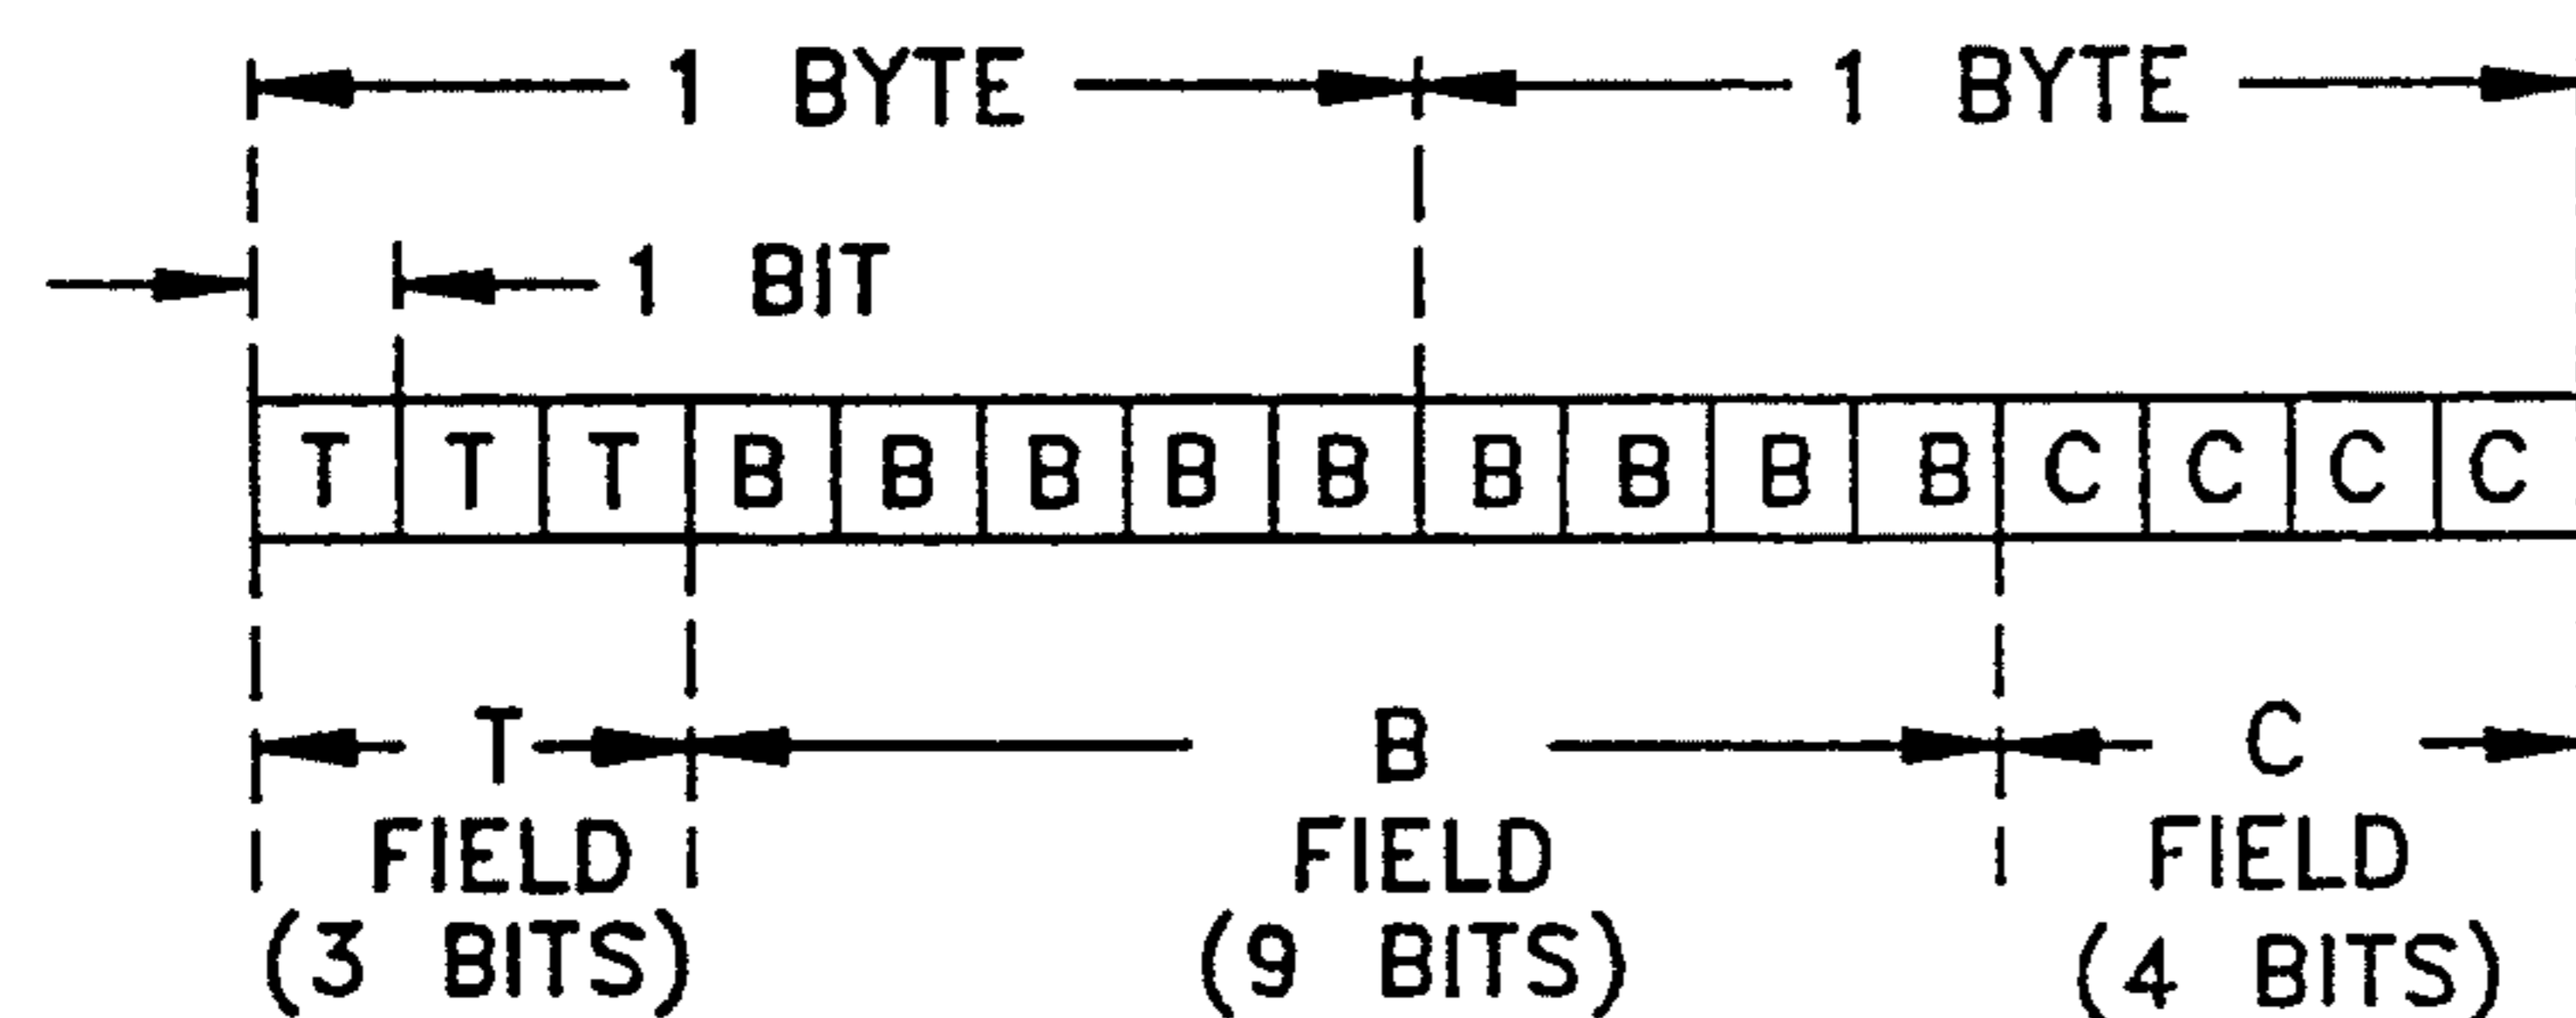 1 BYTE 1 BYTE
1 BIT
T T T B B B B B B B B B C C C C
T B C
FIELD FIELD FIELD
(3 BITS) (9 BITS) (4 BITS)